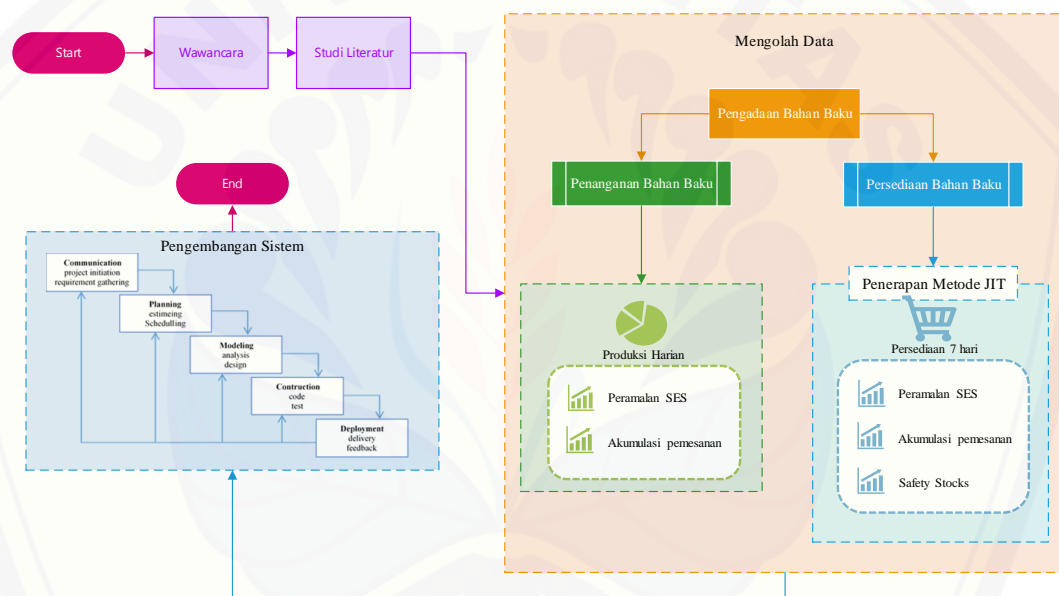 Start
Wawancara
Studi Literatur
Mengolah Data
Pengadaan Bahan Baku
Penanganan Bahan Baku
Persediaan Bahan Baku
Produksi Harian
Peramalan SES
Akumulasi pemesanan
Penerapan Metode JIT
Persediaan 7 hari
Peramalan SES
Akumulasi pemesanan
Safety Stocks
End
Pengembangan Sistem
Communication
project initiation
requirement gathering
Planning
estimeing
Schedulling
Modeling
analysis
design
Contruction
code
test
Deployment
delivery
feedback